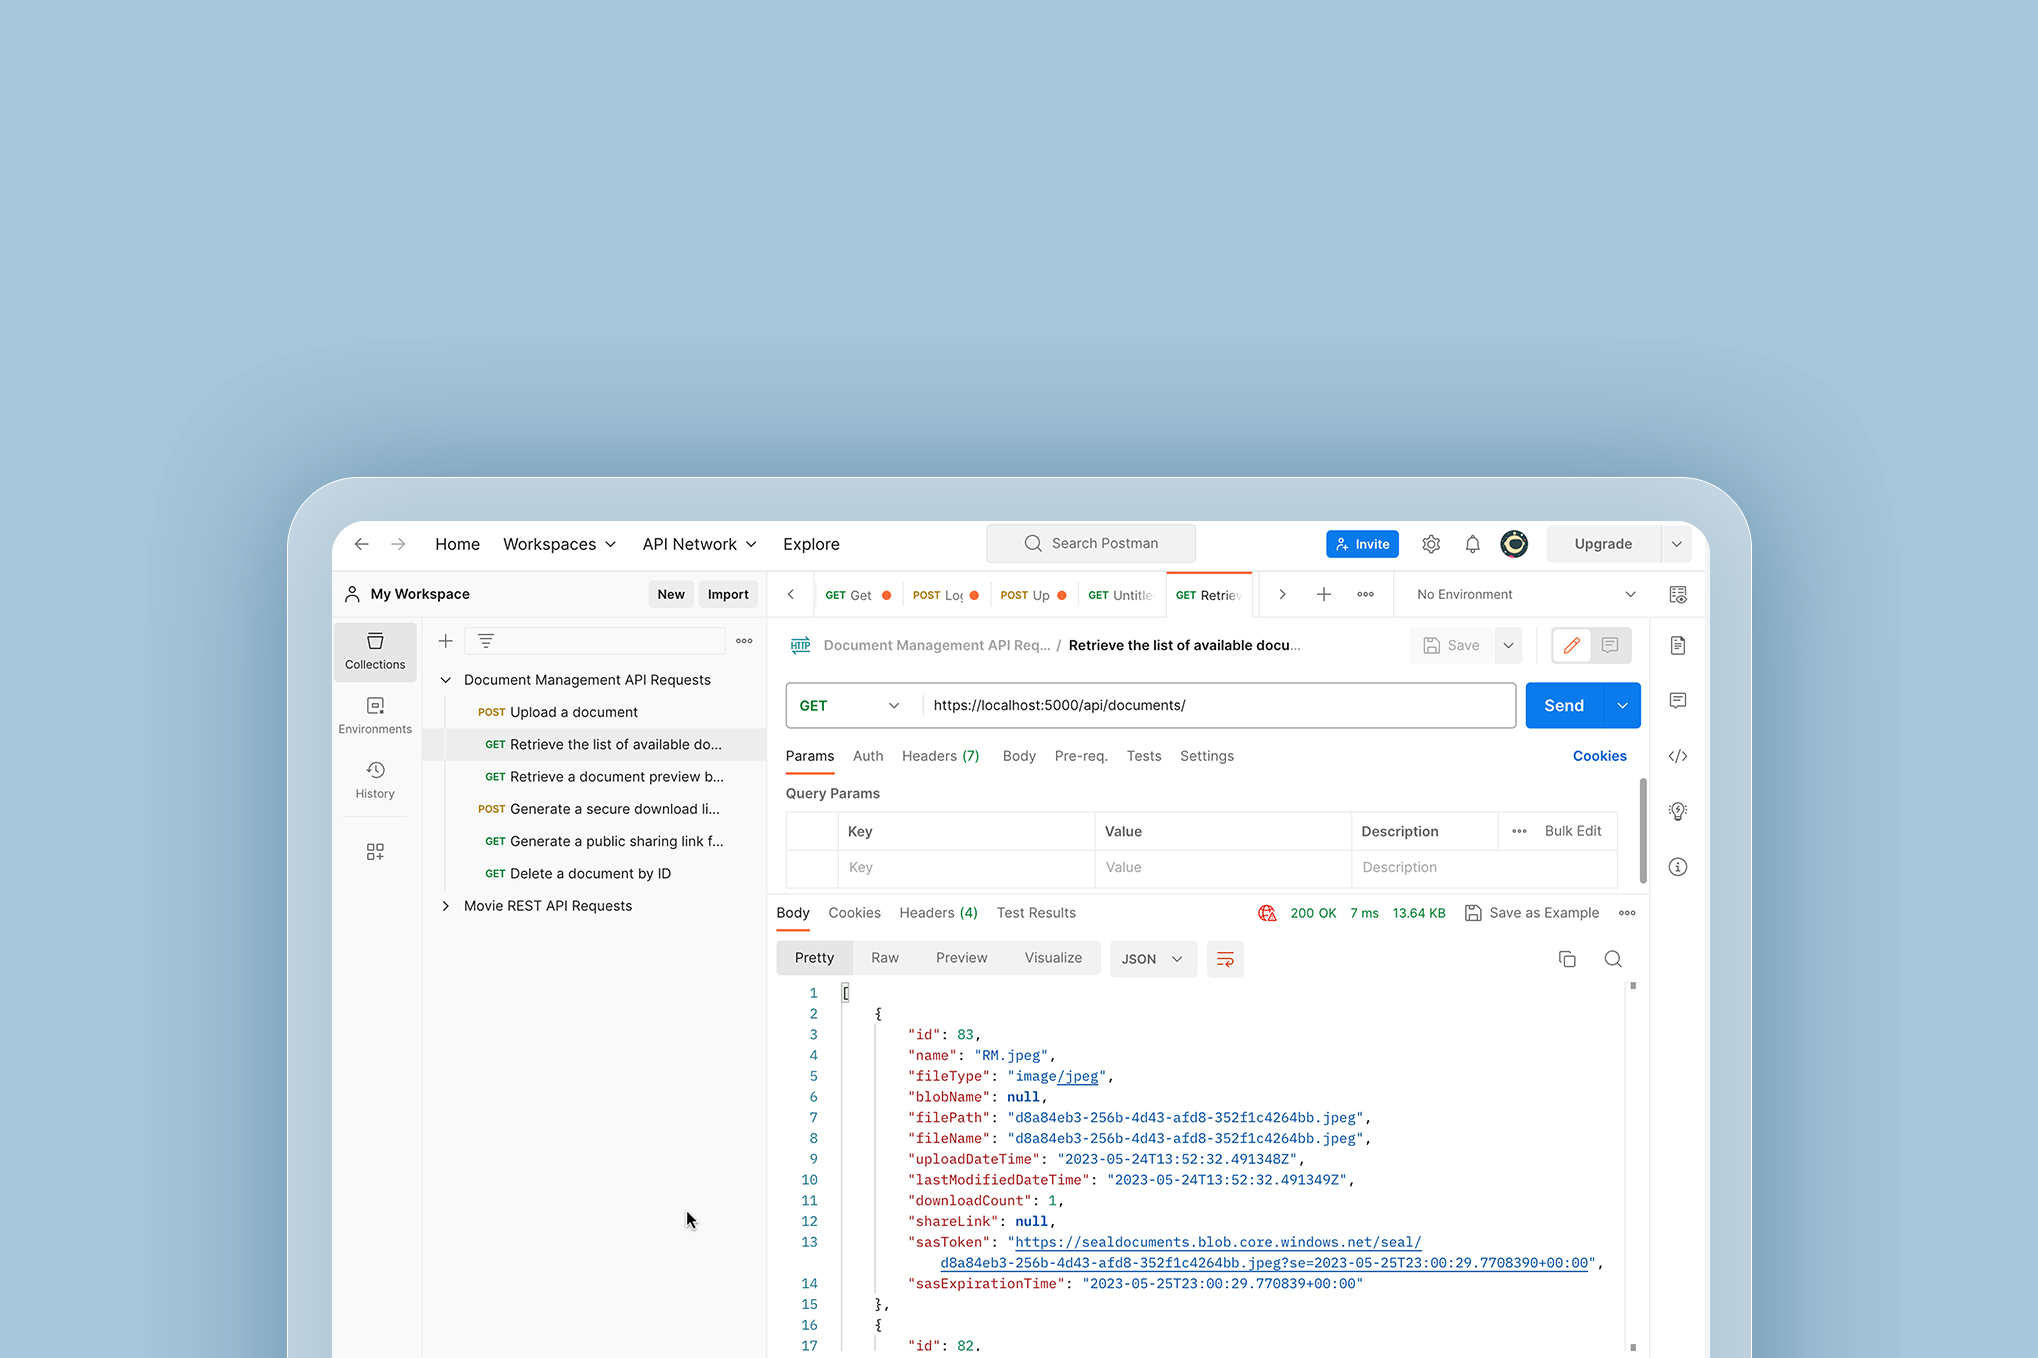 Home Workspaces API Network Explore Search Postman Invite Upgrade
My Workspace New Import
GET Get POST Log POST Up GET Untitle GET Retriev No Environment
Collections
Environments
History
Document Management API Requests
POST Upload a document
GET Retrieve the list of available do...
GET Retrieve a document preview b...
POST Generate a secure download li...
GET Generate a public sharing link f...
GET Delete a document by ID
Movie REST API Requests
HTTP Document Management API Req... / Retrieve the list of available docu... Save
GET https://localhost:5000/api/documents/ Send
Params Auth Headers (7) Body Pre-req. Tests Settings Cookies
Query Params
Key Value Description Bulk Edit
Key Value Description
Body Cookies Headers (4) Test Results 200 OK 7 ms 13.64 KB Save as Example
Pretty Raw Preview Visualize JSON
1 [
2 {
3 "id": 83,
4 "name": "RM.jpeg",
5 "fileType": "image/jpeg",
6 "blobName": null,
7 "filePath": "d8a84eb3-256b-4d43-afd8-352f1c4264bb.jpeg",
8 "fileName": "d8a84eb3-256b-4d43-afd8-352f1c4264bb.jpeg",
9 "uploadDateTime": "2023-05-24T13:52:32.491348Z",
10 "lastModifiedDateTime": "2023-05-24T13:52:32.491349Z",
11 "downloadCount": 1,
12 "shareLink": null,
13 "sasToken": "https://sealdocuments.blob.core.windows.net/seal/
d8a84eb3-256b-4d43-afd8-352f1c4264bb.jpeg?se=2023-05-25T23:00:29.7708390+00:00",
14 "sasExpirationTime": "2023-05-25T23:00:29.770839+00:00"
15 },
16 {
17 "id": 82,